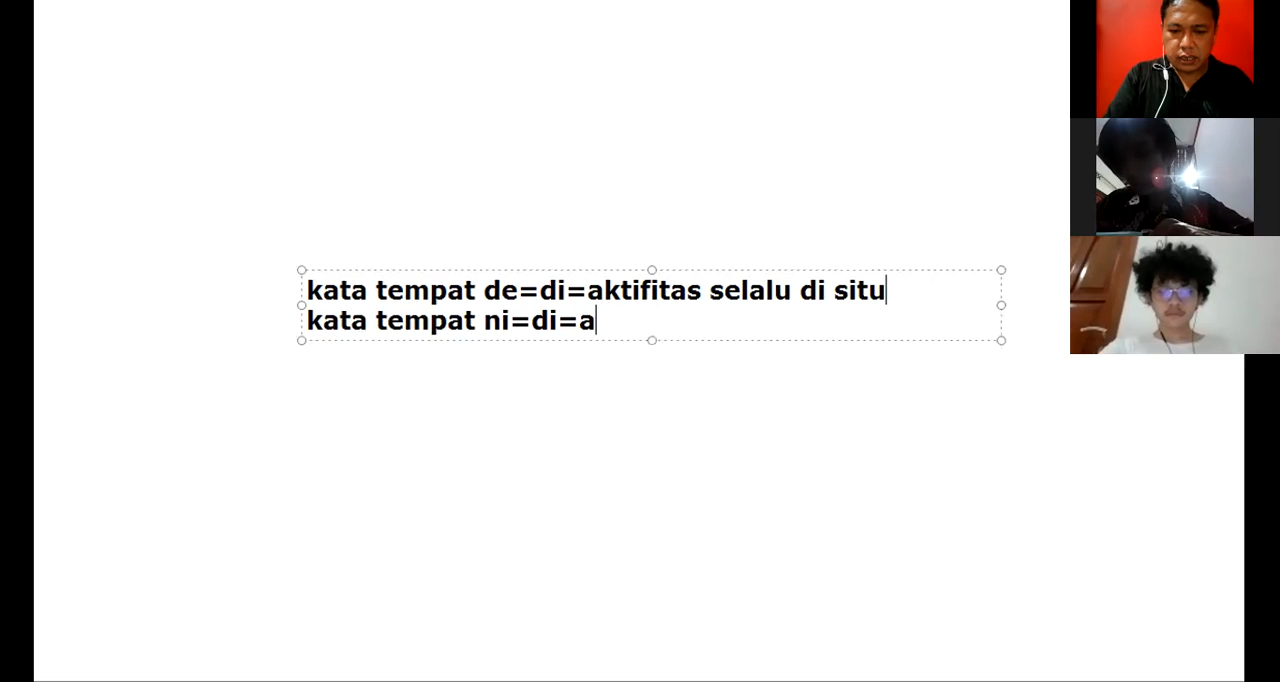 kata tempat de=di=aktifitas selalu di situ
kata tempat ni=di=a